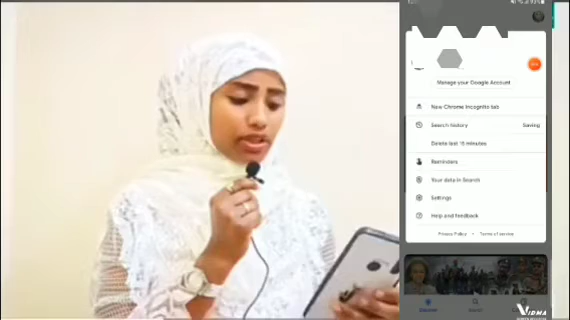 Manage your Google Account
New Chrome Incognito tab
Search history Saving
Delete last 15 minutes
Reminders
Your data in Search
Settings
Help and feedback
Privacy Policy • Terms of service
VIRMA